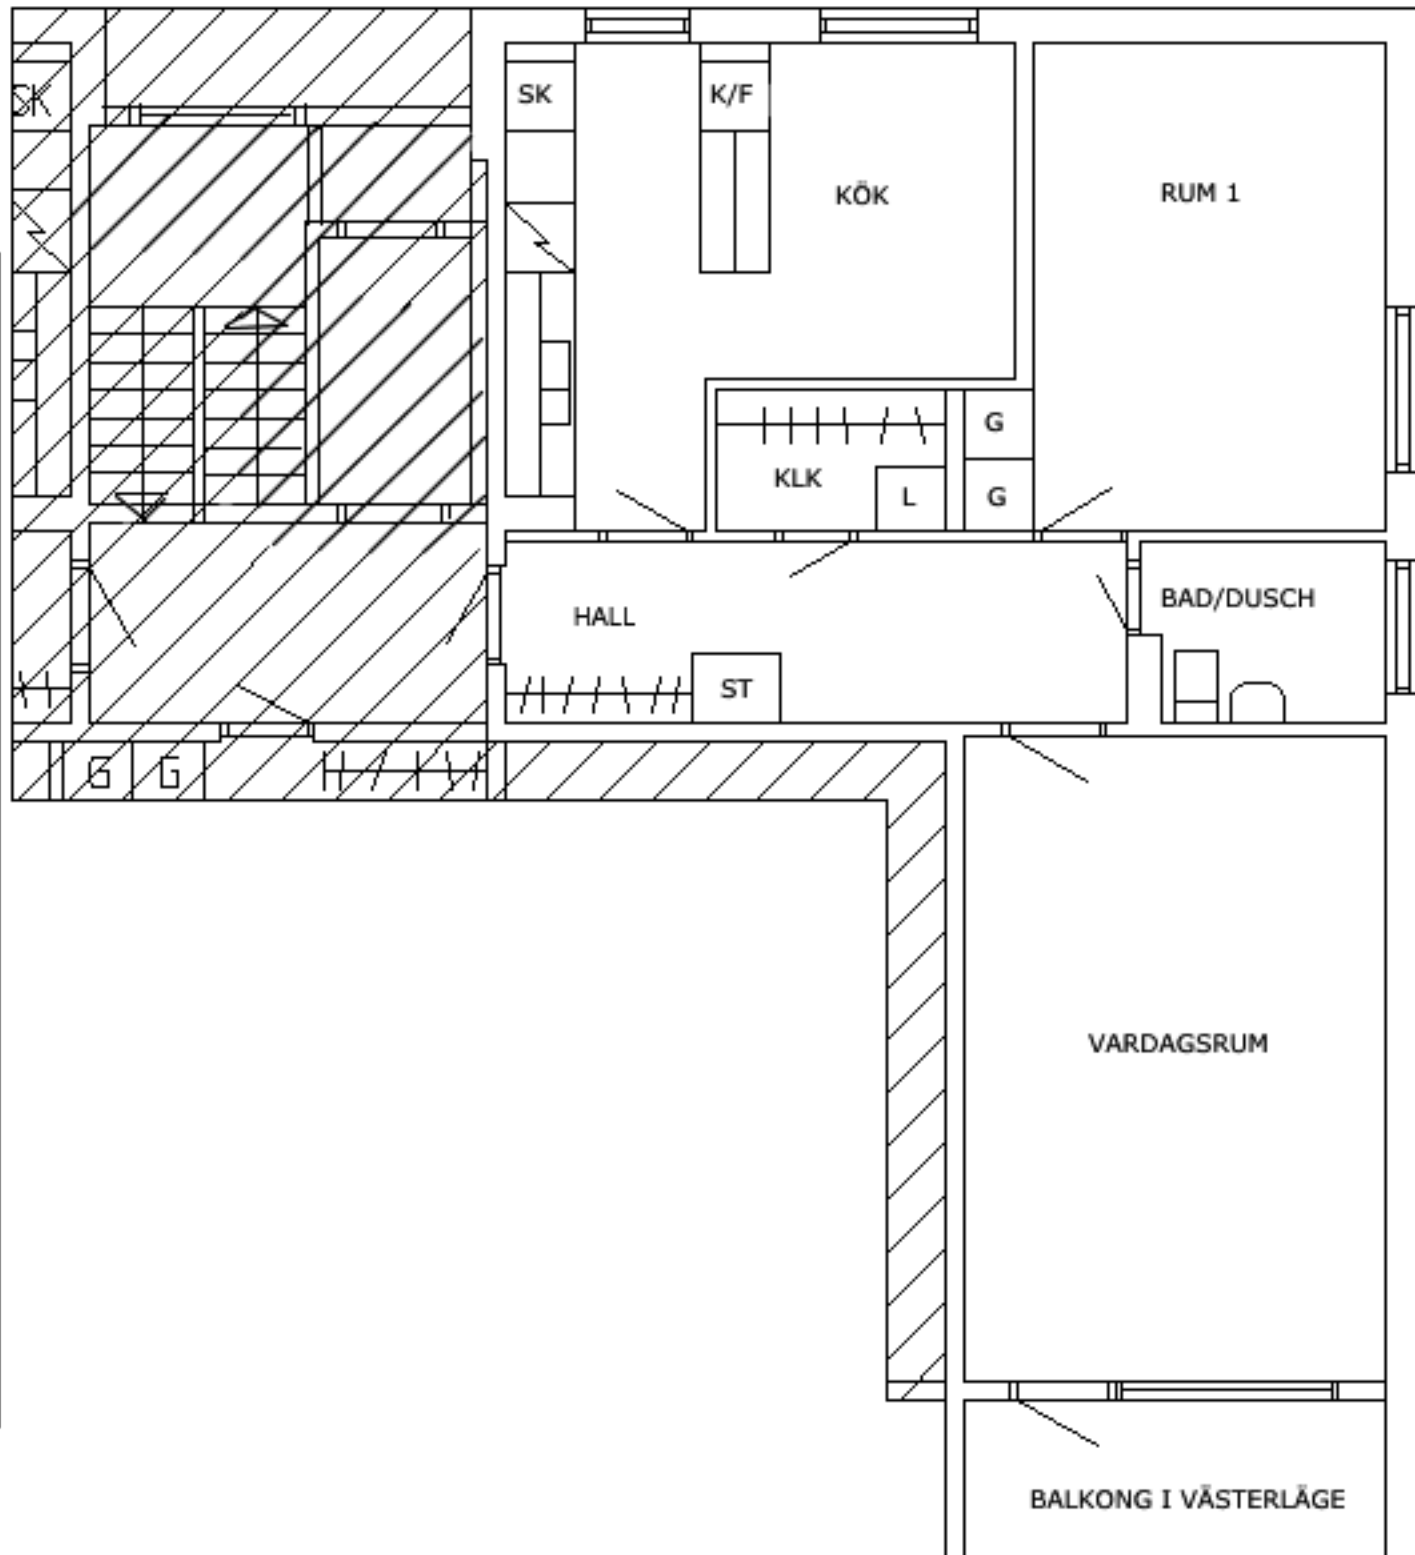 SK
SK
K/F
KÖK
RUM 1
G
KLK
L
G
HALL
BAD/DUSCH
ST
G
G
VARDAGSRUM
BALKONG I VÄSTERLÄGE